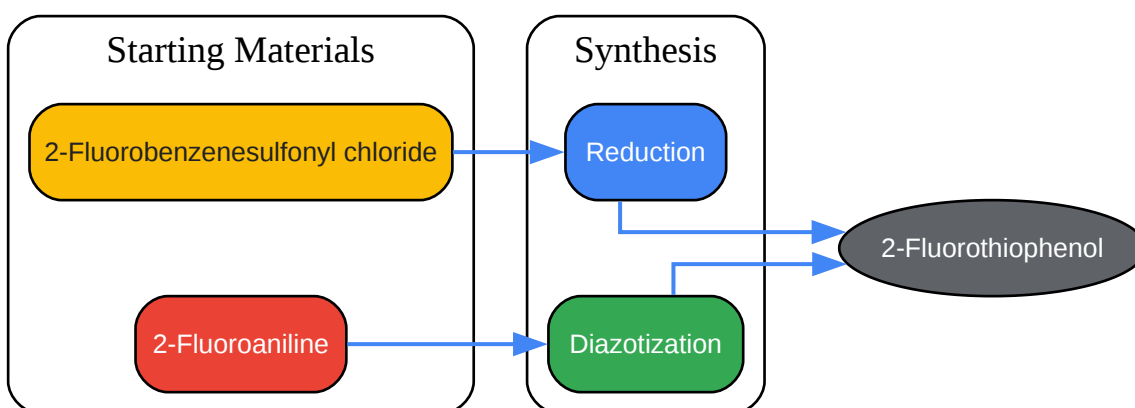 Starting Materials
Synthesis
2-Fluorobenzenesulfonyl chloride
Reduction
2-Fluorothiophenol
2-Fluoroaniline
Diazotization